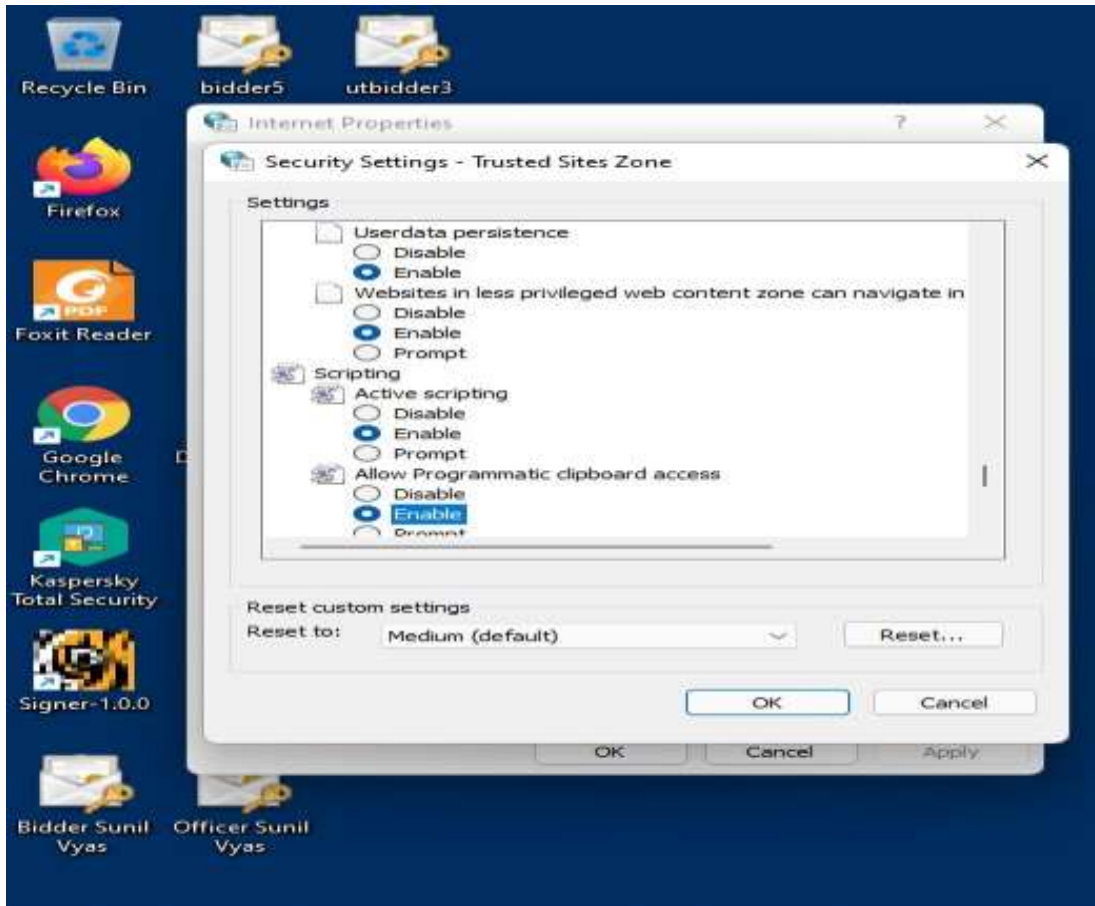 Recycle Bin
bidder5
utbidder3
Internet Properties
?
Security Settings - Trusted Sites Zone
Firefox
Settings
Userdata persistence
Disable
Enable
Websites in less privileged web content zone can navigate in
Disable
Enable
Prompt
PDF
Foxit Reader
Scripting
Active scripting
Disable
Enable
Prompt
Google
Chrome
Allow Programmatic clipboard access
Disable
Enable
Prompt
Kaspersky
Total Security
Reset custom settings
Reset to:
Medium (default)
Reset...
Signer-1.0.0
OK
Cancel
OK
Cancel
Apply
Bidder Sunil
Vyas
Officer Sunil
Vyas